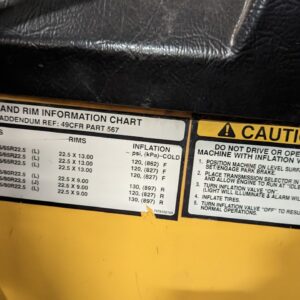 AND RIM INFORMATION CHART
ADDENDUM REF: 49CFR PART 567
RIMS
INFLATION
- psi, (kPa)-COLD
(L) 22.5 X 13.00 120, (862) F
(J) 22.5 X 13.00 120, (827) F
(L) 22.5 X 13.00 120, (827) F
(L) 22.5 X 9.00
(J) 22.5 X 9.00 130, (897) R
(L) 22.5 X 9.00 120, (827) R
130, (897) R
CAUTI
DO NOT DRIVE OR OPE
MACHINE WITH INFLATION V
1. POSITION MACHINE ON LEVEL SURF
SET/ENGAGE PARK BRAKE.
2. PLACE TRANSMISSION SELECTOR IN
AND ALLOW ENGINE TO RUN AT "IDLE
3. TURN INFLATION VALVE "ON"
(LIGHT WILL ILLUMINATE & ALARM WIL
4. INFLATE TIRES.
5. TURN INFLATION VALVE "OFF" TO RES
NORMAL OPERATIONS.